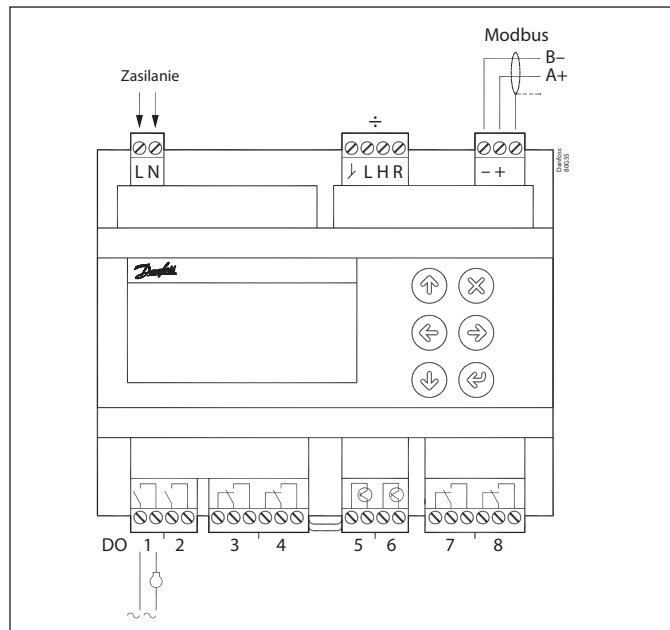 Modbus
B−
A+
Zasilanie
÷
L N
L H R
− +
Danfoss
80G55
Danfoss
DO 1 2 3 4 5 6 7 8